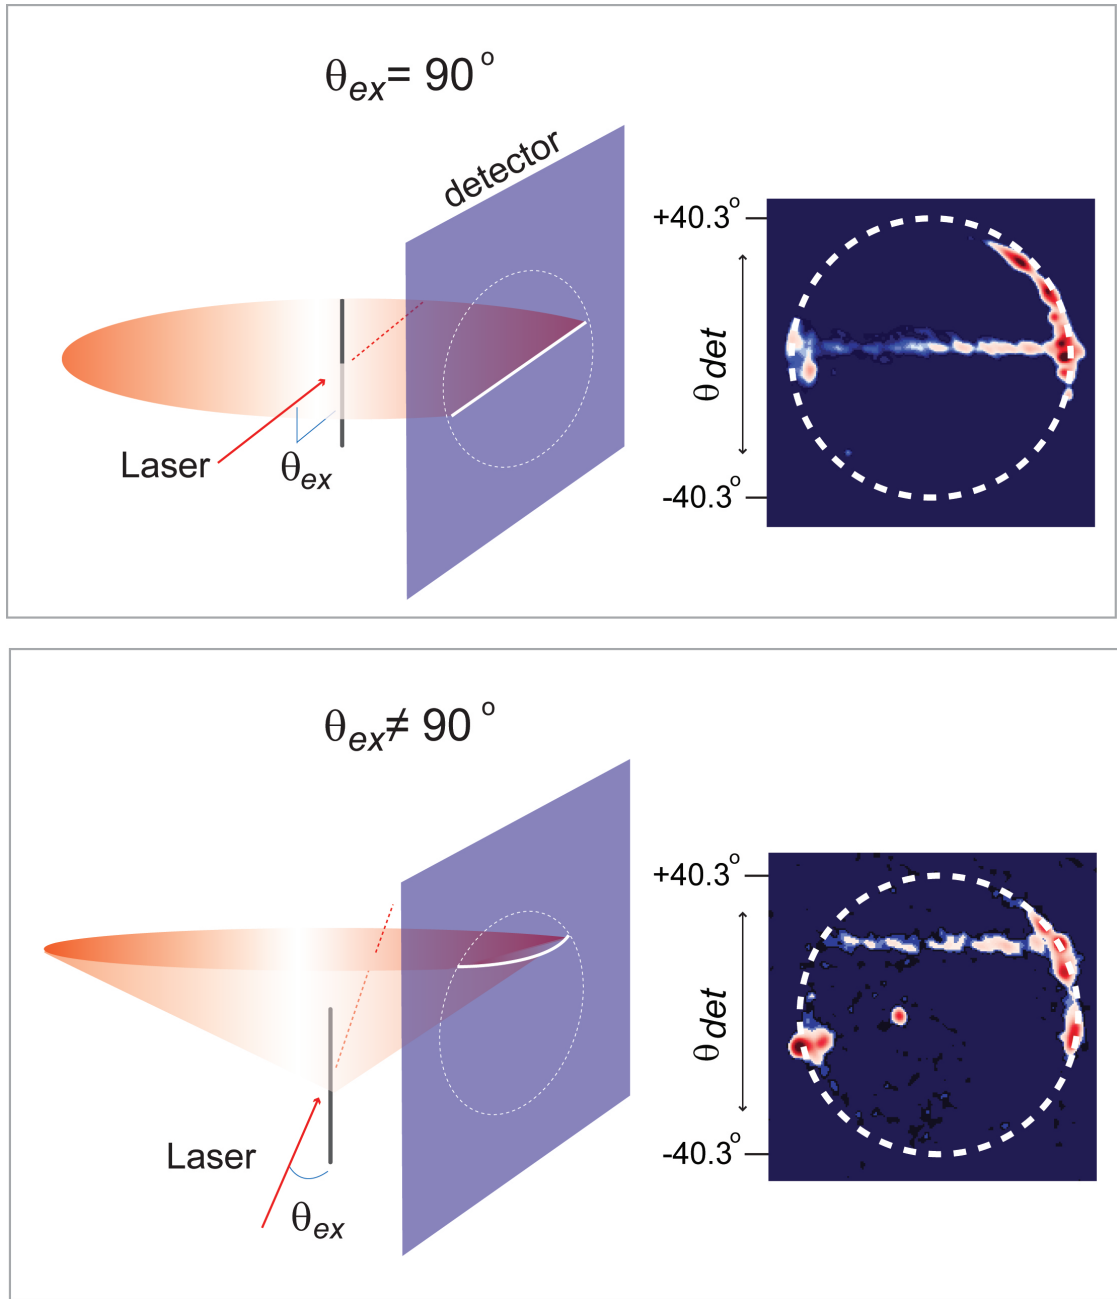 θex= 90°
detector
Laser
θex
+40.3°
θdet
-40.3°
θex≠ 90°
Laser
θex
+40.3°
θdet
-40.3°